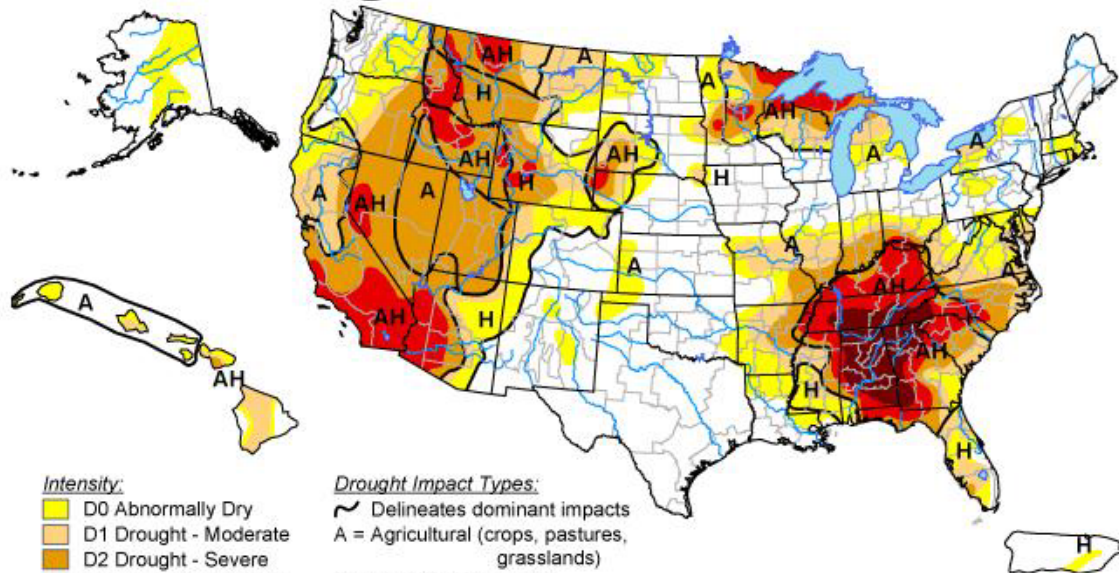 AH
A
H
A
AH
H
AH
AH
H
A
AH
A
A
H
A
AH
A
A
A
AH
A
AH
H
AH
AH
H
H
H
Intensity:
D0 Abnormally Dry
D1 Drought - Moderate
D2 Drought - Severe
Drought Impact Types:
Delineates dominant impacts
A = Agricultural (crops, pastures,
grasslands)